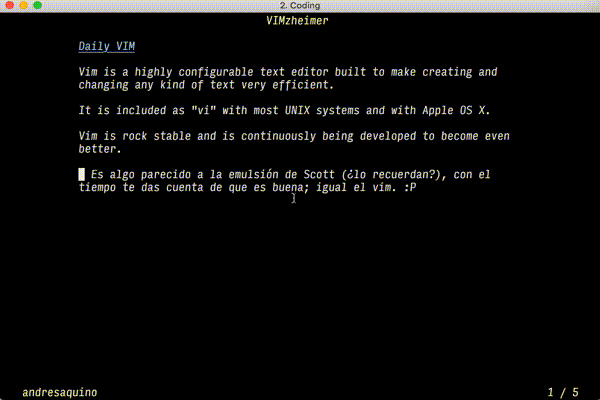 2. Coding
VIMzheimer
Daily VIM
Vim is a highly configurable text editor built to make creating and
changing any kind of text very efficient.
It is included as "vi" with most UNIX systems and with Apple OS X.
Vim is rock stable and is continuously being developed to become even
better.
Es algo parecido a la emulsión de Scott (¿lo recuerdan?), con el
tiempo te das cuenta de que es buena; igual el vim. :P
andresaquino
1 / 5